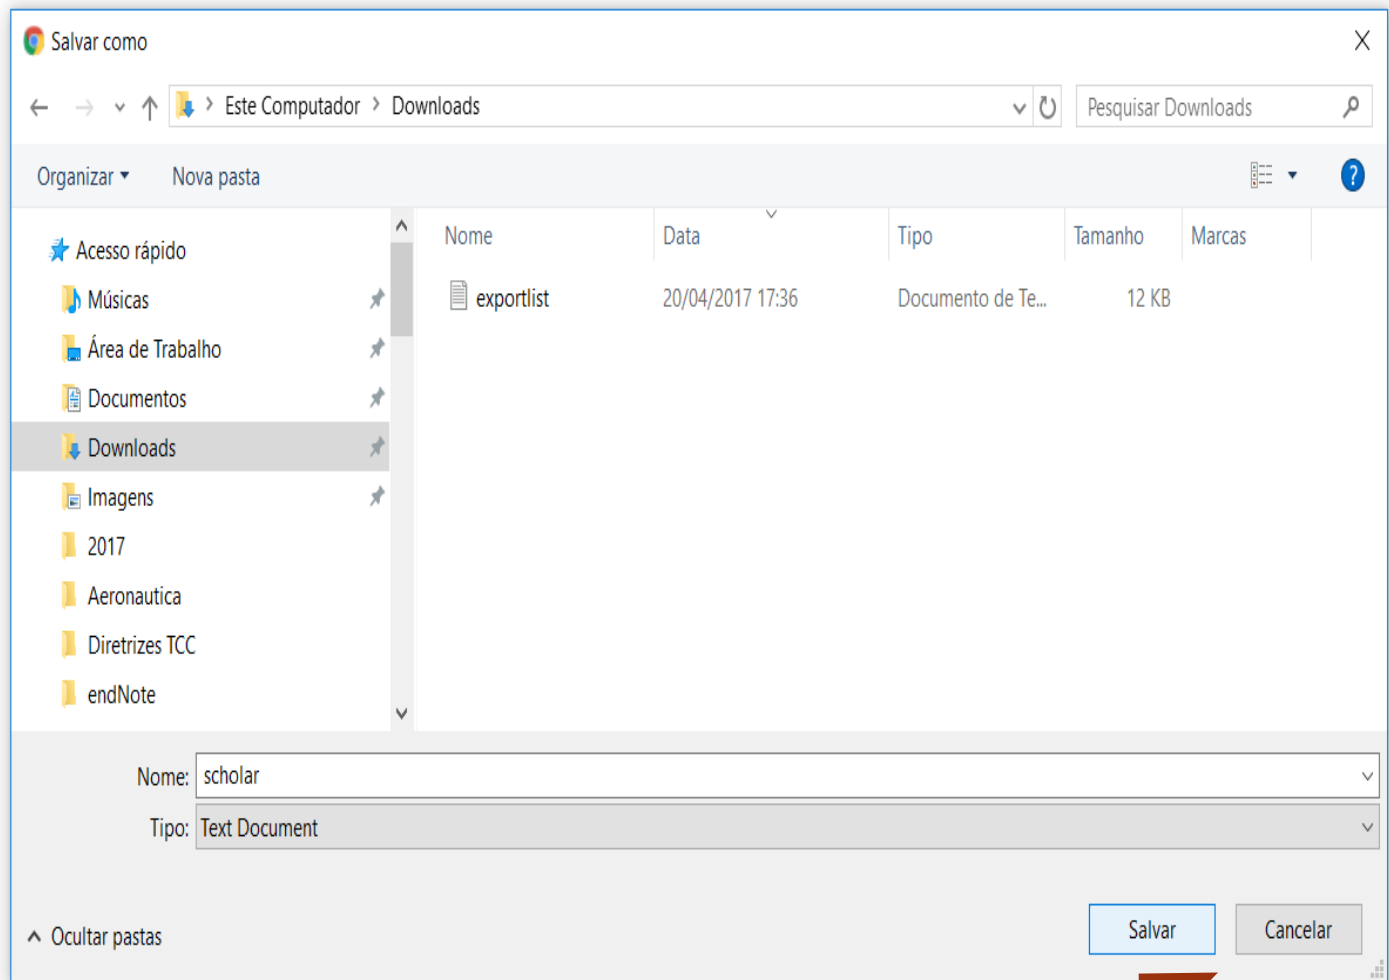 Salvar como
Este Computador > Downloads
Pesquisar Downloads
Organizar
Nova pasta
Nome Data Tipo Tamanho Marcas
exportlist 20/04/2017 17:36 Documento de Te... 12 KB
Acesso rápido
Músicas
Área de Trabalho
Documentos
Downloads
Imagens
2017
Aeronautica
Diretrizes TCC
endNote
Nome: scholar
Tipo: Text Document
Ocultar pastas
Salvar
Cancelar